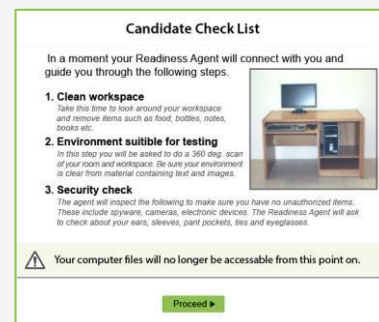 Candidate Check List
In a moment your Readiness Agent will connect with you and
guide you through the following steps.
1. Clean workspace
Take this time to look around your workspace
and remove items such as food, bottles, notes,
books etc.
2. Environment suitible for testing
In this step you will be asked to do a 360 deg. scan
of your room and workspace. Be sure your environment
is clear from material containing text and images.
3. Security check
The agent will inspect the following to make sure you have no unauthorized items.
These include spyware, cameras, electronic devices. The Readiness Agent will ask
to check about your ears, sleeves, pant pockets, ties and eyeglasses.
Your computer files will no longer be accessable from this point on.
Proceed ▶